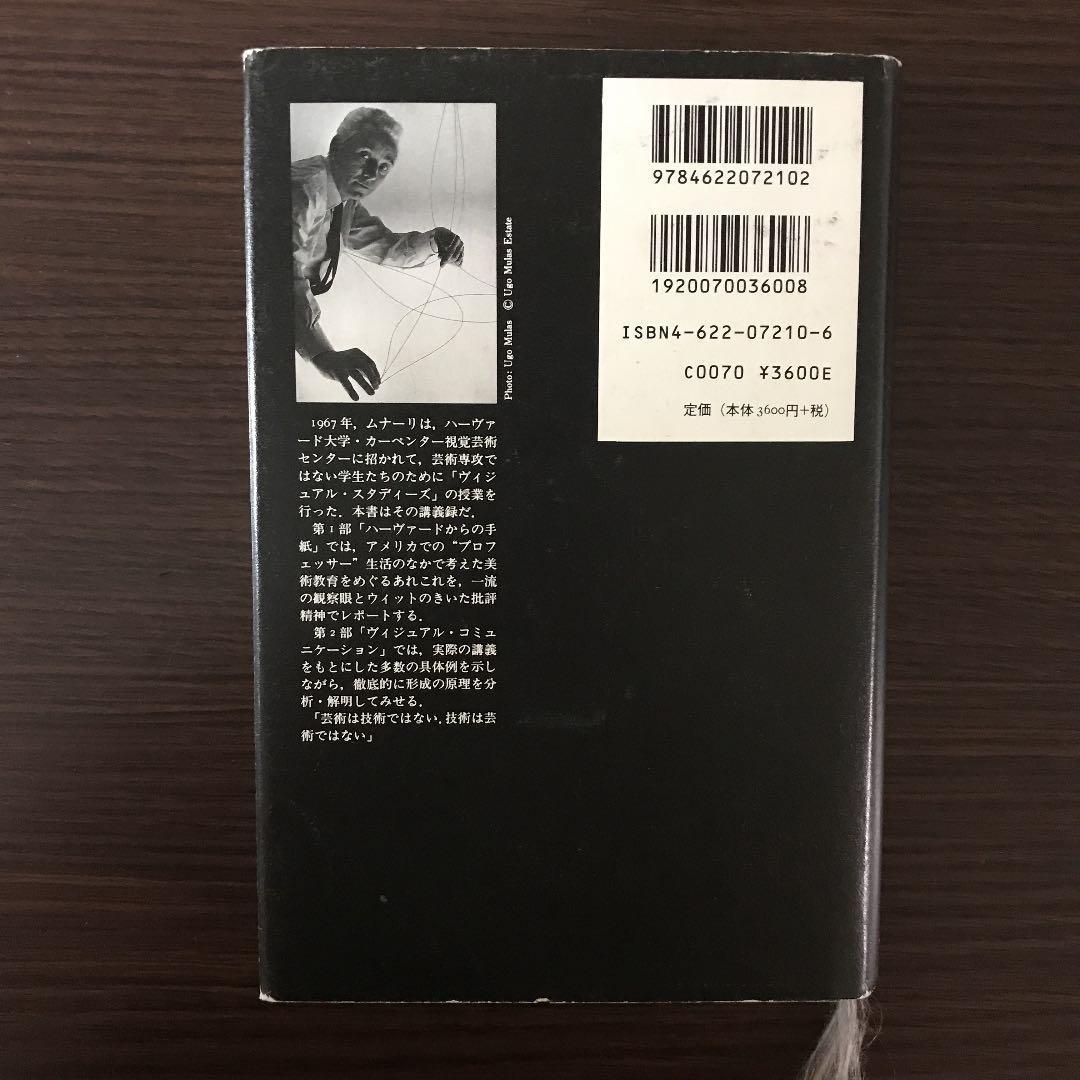 9784622072102
1920070036008
ISBN4-622-07210-6
C0070 ¥3600E
定価（本体3600円+税）
Photo: Ugo Mulas © Ugo Mulas Estate
1967年，ムナーリは，ハーヴァ
ード大学・カーペンター視覚芸術
センターに招かれて，芸術専攻で
はない学生たちのために「ヴィジ
ュアル・スタディーズ」の授業を
行った．本書はその講義録だ．
第1部「ハーヴァードからの手
紙」では，アメリカでの“プロフ
ェッサー”生活のなかで考えた美
術教育をめぐるあれこれを，一流
の観察眼とウィットのきいた批評
精神でレポートする．
第2部「ヴィジュアル・コミュ
ニケーション」では，実際の講義
をもとにした多数の具体例を示し
ながら，徹底的に形成の原理を分
析・解明してみせる．
「芸術は技術ではない．技術は芸
術ではない」